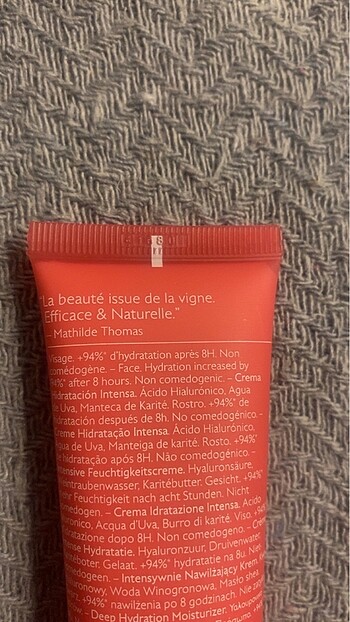 "La beauté issue de la vigne.
Efficace & Naturelle."
– Mathilde Thomas
Visage. +94%* d'hydratation après 8H. Non
comedogène. – Face. Hydration increased by
94%* after 8 hours. Non comedogenic. – Crema
Hidratación Intensa. Ácido Hialurónico, Agua
de Uva, Manteca de Karité. Rostro. +94%* de
hidratación después de 8h. No comedogénico. -
Creme Hidratação Intensa. Ácido Hialurónico,
Água de Uva, Manteiga de karité. Rosto. +94%*
de hidratação após 8H. Não comedogénico. -
Intensive Feuchtigkeitscreme. Hyaluronsäure,
Weintraubenwasser, Karitébutter. Gesicht. +94%*
mehr Feuchtigkeit nach acht Stunden. Nicht
komedogen. – Crema Idratazione Intensa. Acido
Ialuronico, Acqua d'Uva, Burro di karité. Viso. +94%
idratazione dopo 8H. Non comedogeno. –
Intense Hydratatie. Hyaluronzuur, Druivenwater,
Karitéboter. Gelaat. +94%* hydratatie na 8u. Niet
comedogeen. – Intensywnie Nawilżający Krem.
Woda Winogronowa, Masło shea
+94%* nawilżenia po 8 godzinach. Nie
– Deep Hydration Moisturizer.